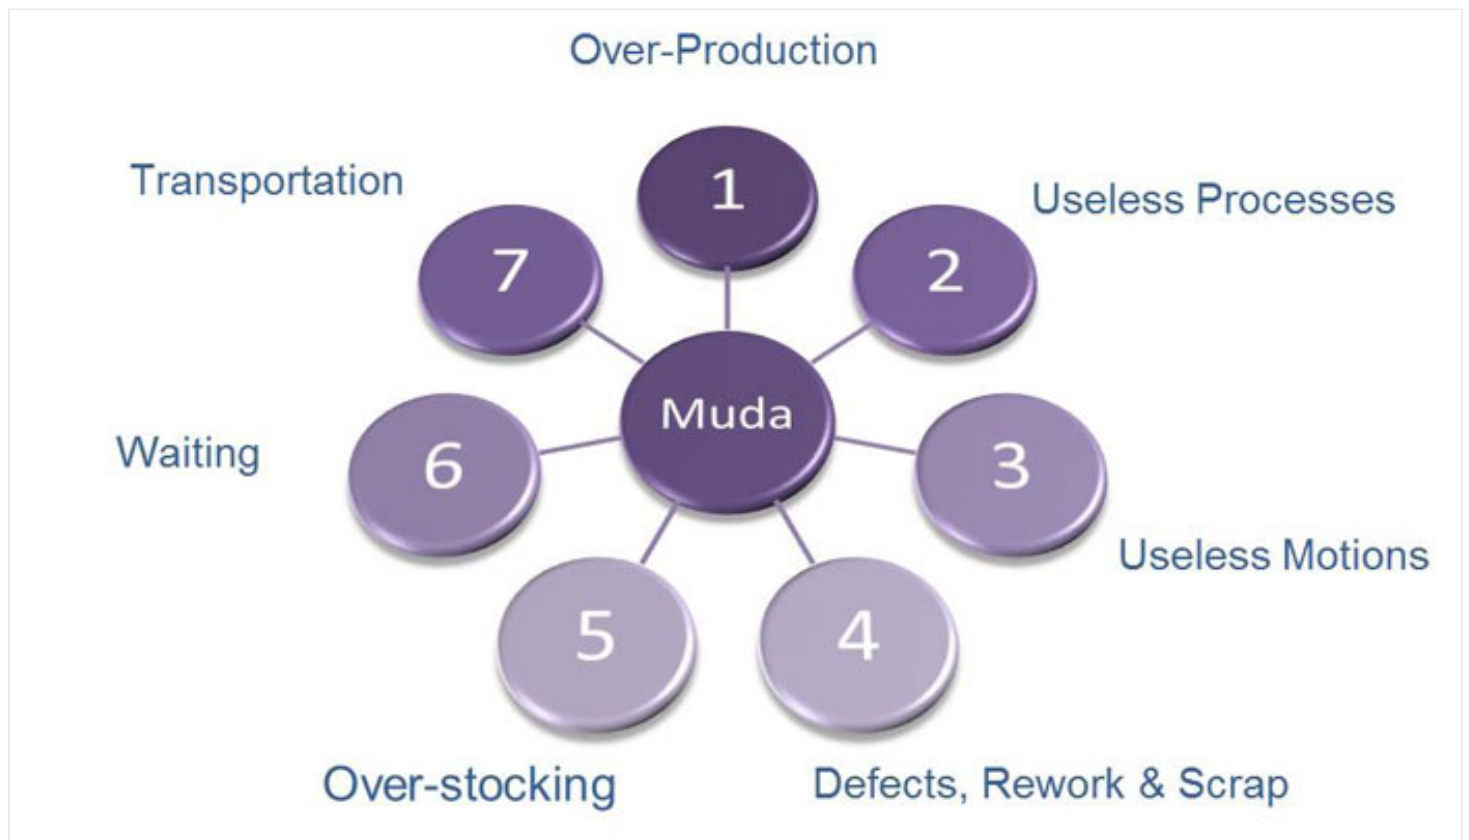 Over-Production
1
Useless Processes
2
3
Useless Motions
4
Defects, Rework & Scrap
5
Over-stocking
6
Waiting
7
Transportation
Muda